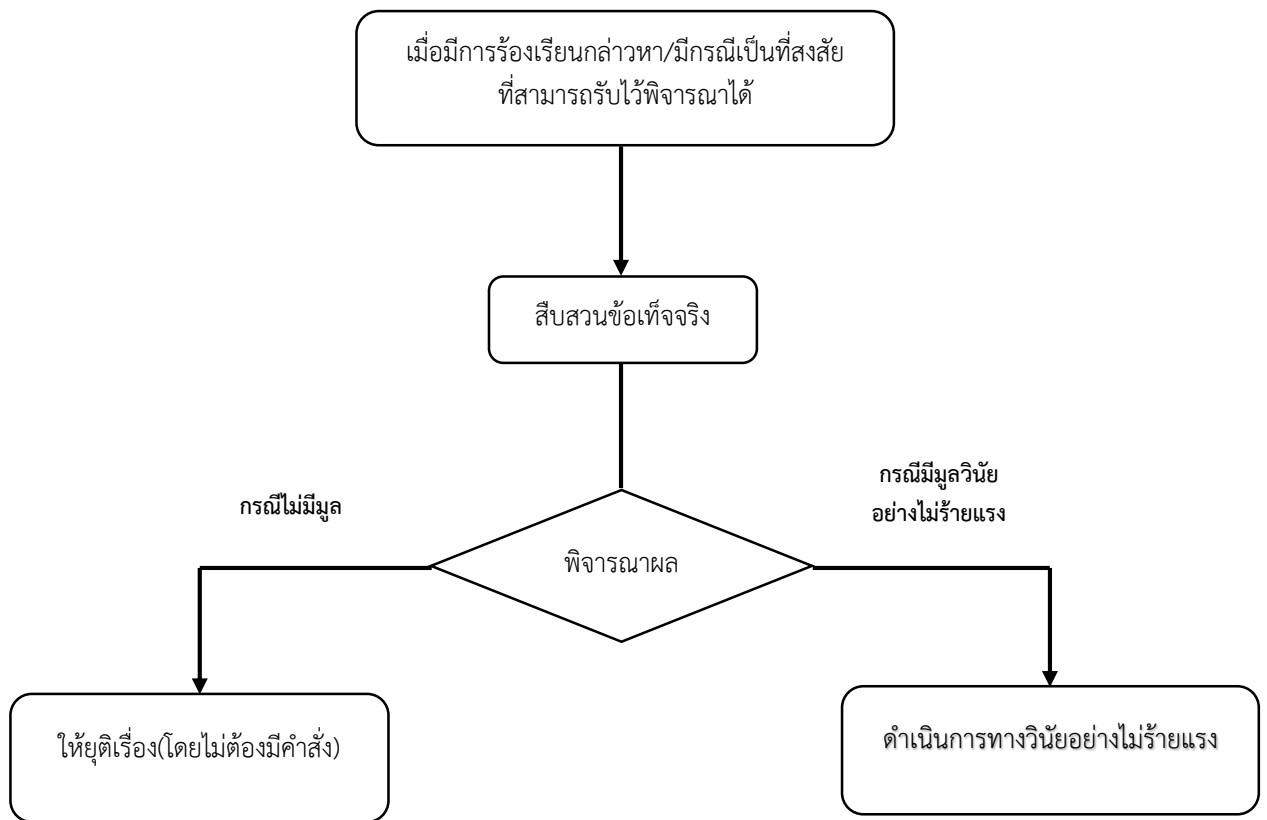 เมื่อมีการร้องเรียนกล่าวหา/มีกรณีเป็นที่สงสัย
ที่สามารถรับไว้พิจารณาได้
สืบสวนข้อเท็จจริง
กรณีไม่มีมูล
กรณีมีมูลวินัย
อย่างไม่ร้ายแรง
พิจารณาผล
ให้ยุติเรื่อง(โดยไม่ต้องมีคำสั่ง)
ดำเนินการทางวินัยอย่างไม่ร้ายแรง